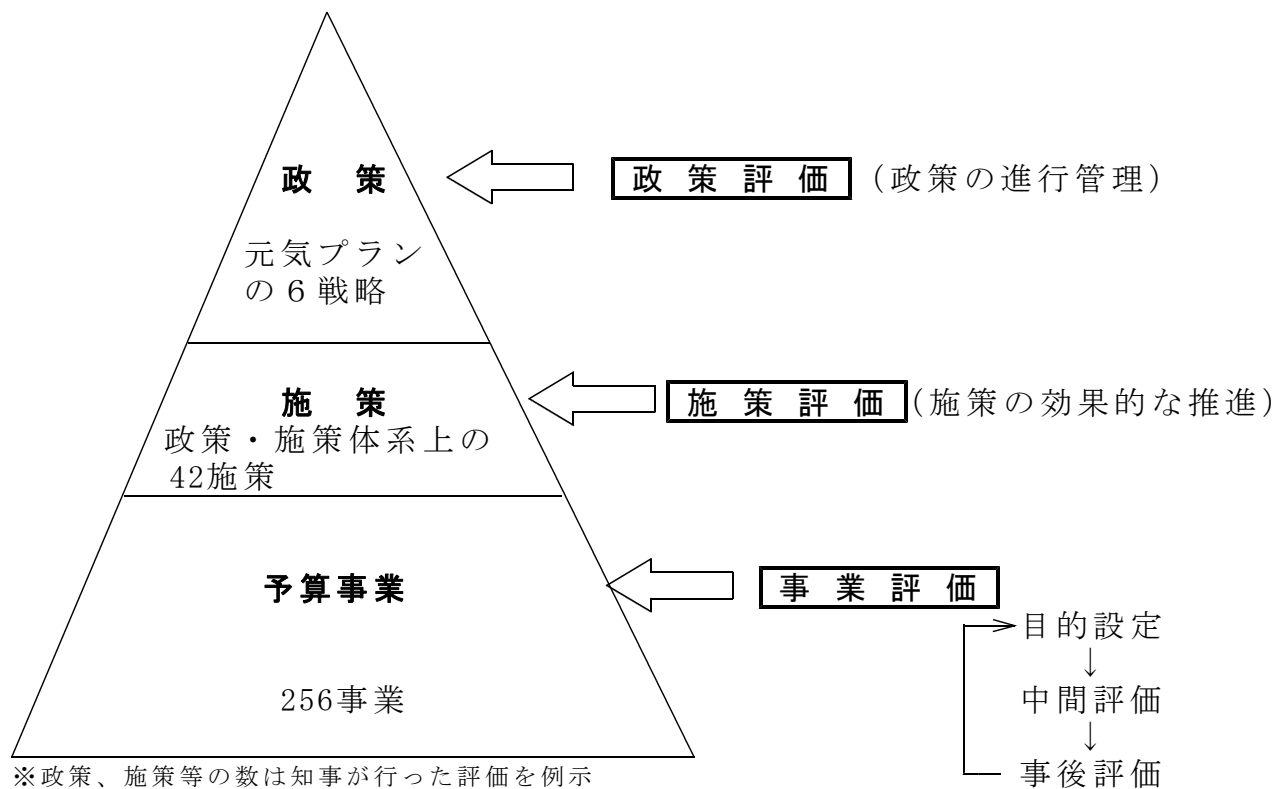 政　策
政 策 評 価 （政策の進行管理）
元気プラン
の６戦略
施　策
施 策 評 価 (施策の効果的な推進)
政策・施策体系上の
42施策
予算事業
事 業 評 価
256事業
目的設定
↓
中間評価
↓
事後評価
※政策、施策等の数は知事が行った評価を例示